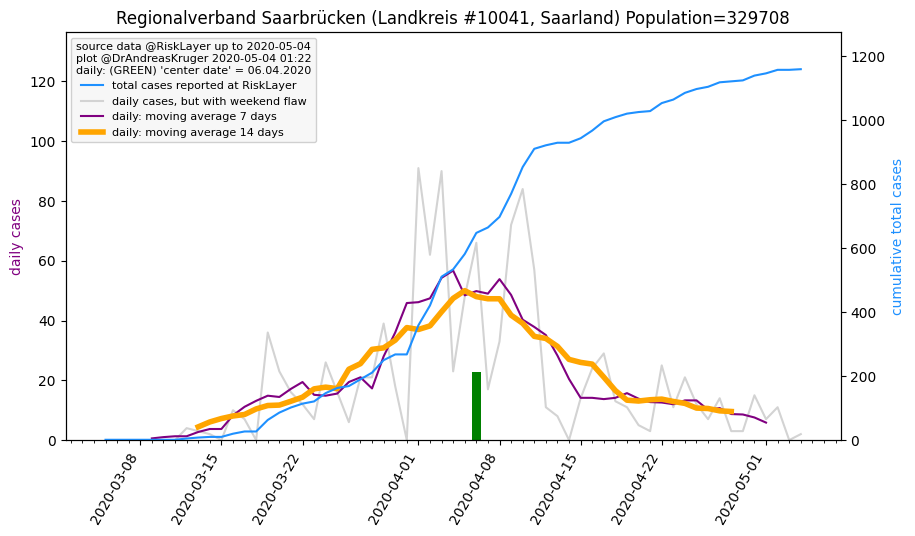 Regionalverband Saarbrücken (Landkreis #10041, Saarland) Population=329708
source data @RiskLayer up to 2020-05-04
plot @DrAndreasKruger 2020-05-04 01:22
daily: (GREEN) 'center date' = 06.04.2020
total cases reported at RiskLayer
daily cases, but with weekend flaw
daily: moving average 7 days
daily: moving average 14 days
daily cases
120
100
80
60
40
20
0
cumulative total cases
1200
1000
800
600
400
200
0
2020-03-08
2020-03-15
2020-03-22
2020-04-01
2020-04-08
2020-04-15
2020-04-22
2020-05-01